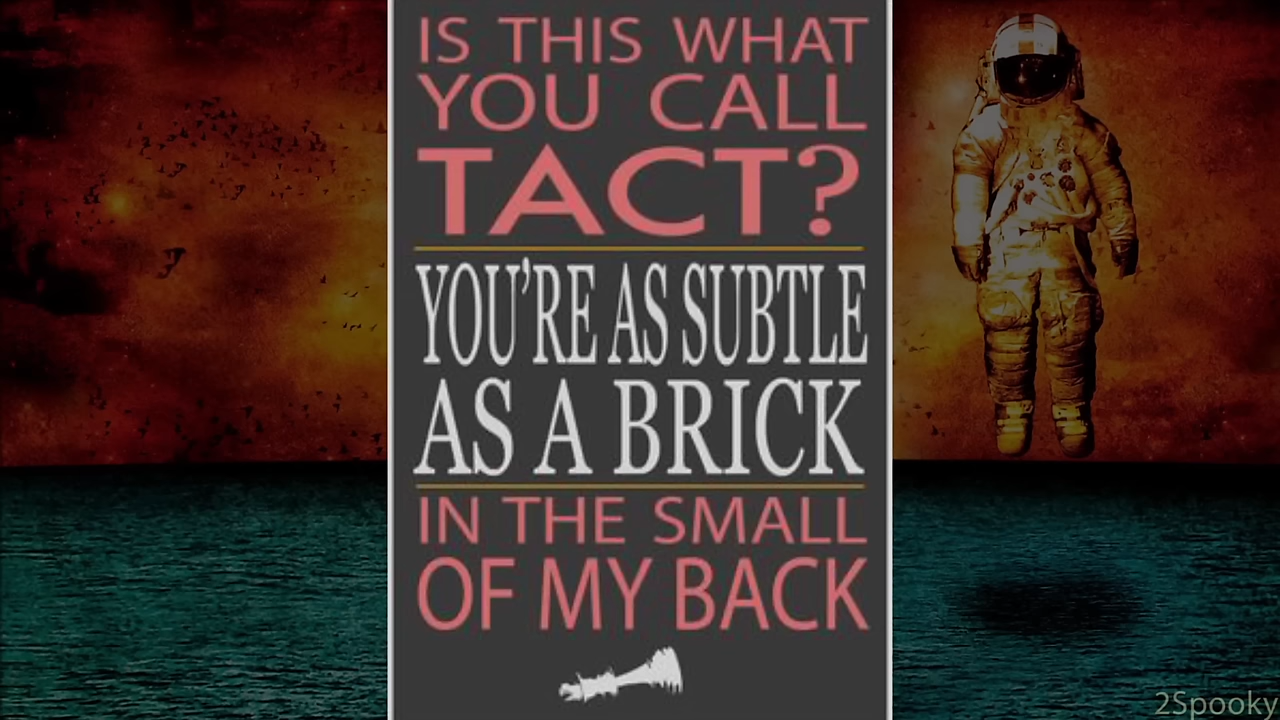 IS THIS WHAT
YOU CALL
TACT?
YOU'RE AS SUBTLE
AS A BRICK
IN THE SMALL
OF MY BACK
2Spooky